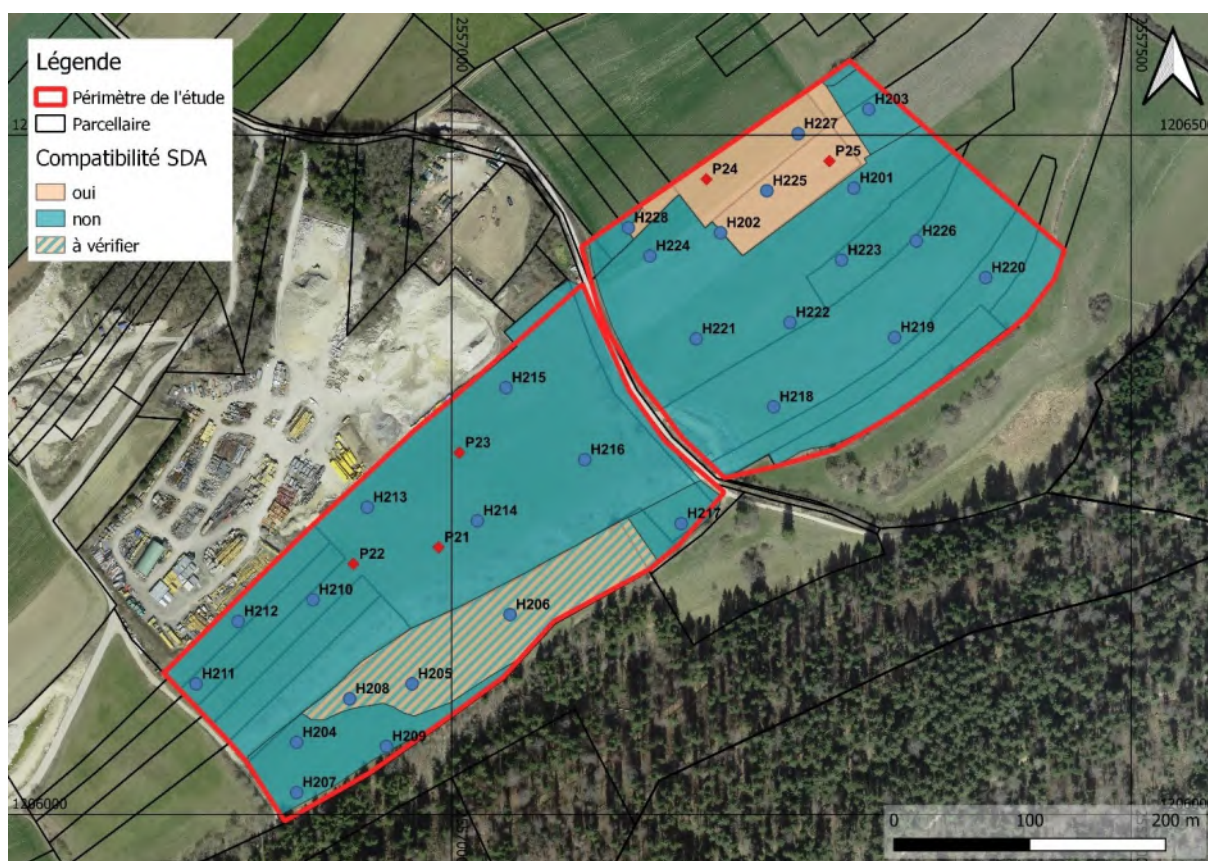 Légende
Périmètre de l'étude
Parcellaire
Compatibilité SDA
oui
non
à vérifier
2557000
2557500
1206500
H203
H227
P25
P24
H225
H201
H228
H202
H224
H226
H223
H220
H222
H221
H219
H215
H218
P23
H216
H213
H214
H217
P21
P22
H210
H206
H212
H211
H205
H208
H204
H209
H207
1206000
0 100 200 m